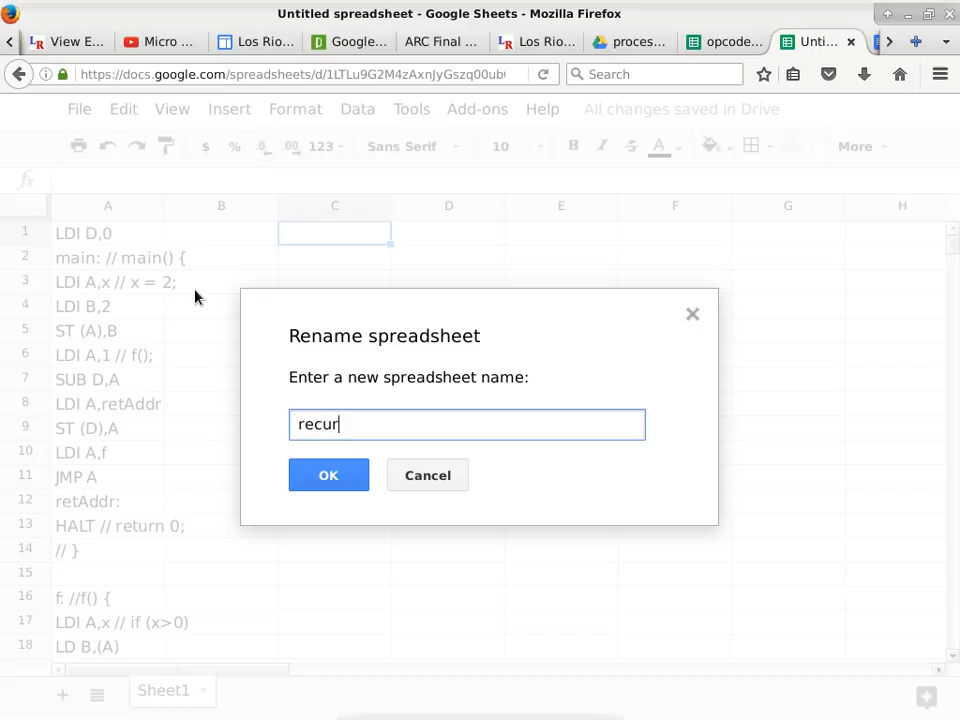 Untitled spreadsheet - Google Sheets - Mozilla Firefox
View E... Micro ... Los Rio... Google... ARC Final ... Los Rio... proces... opcode... Unti...
https://docs.google.com/spreadsheets/d/1LTLu9G2M4zAxnJyGszq00ub Search
File Edit View Insert Format Data Tools Add-ons Help All changes saved in Drive
$ % .0 .00 123 Sans Serif 10 B I S A More
fx
A B C D E F G H
1 LDI D,0
2 main: // main() {
3 LDI A,x // x = 2;
4 LDI B,2
5 ST (A),B
6 LDI A,1 // f();
7 SUB D,A
8 LDI A,retAddr
9 ST (D),A
10 LDI A,f
11 JMP A
12 retAddr:
13 HALT // return 0;
14 // }
15
16 f: //f() {
17 LDI A,x // if (x>0)
18 LD B,(A)
Rename spreadsheet
Enter a new spreadsheet name:
recur
OK Cancel
Sheet1